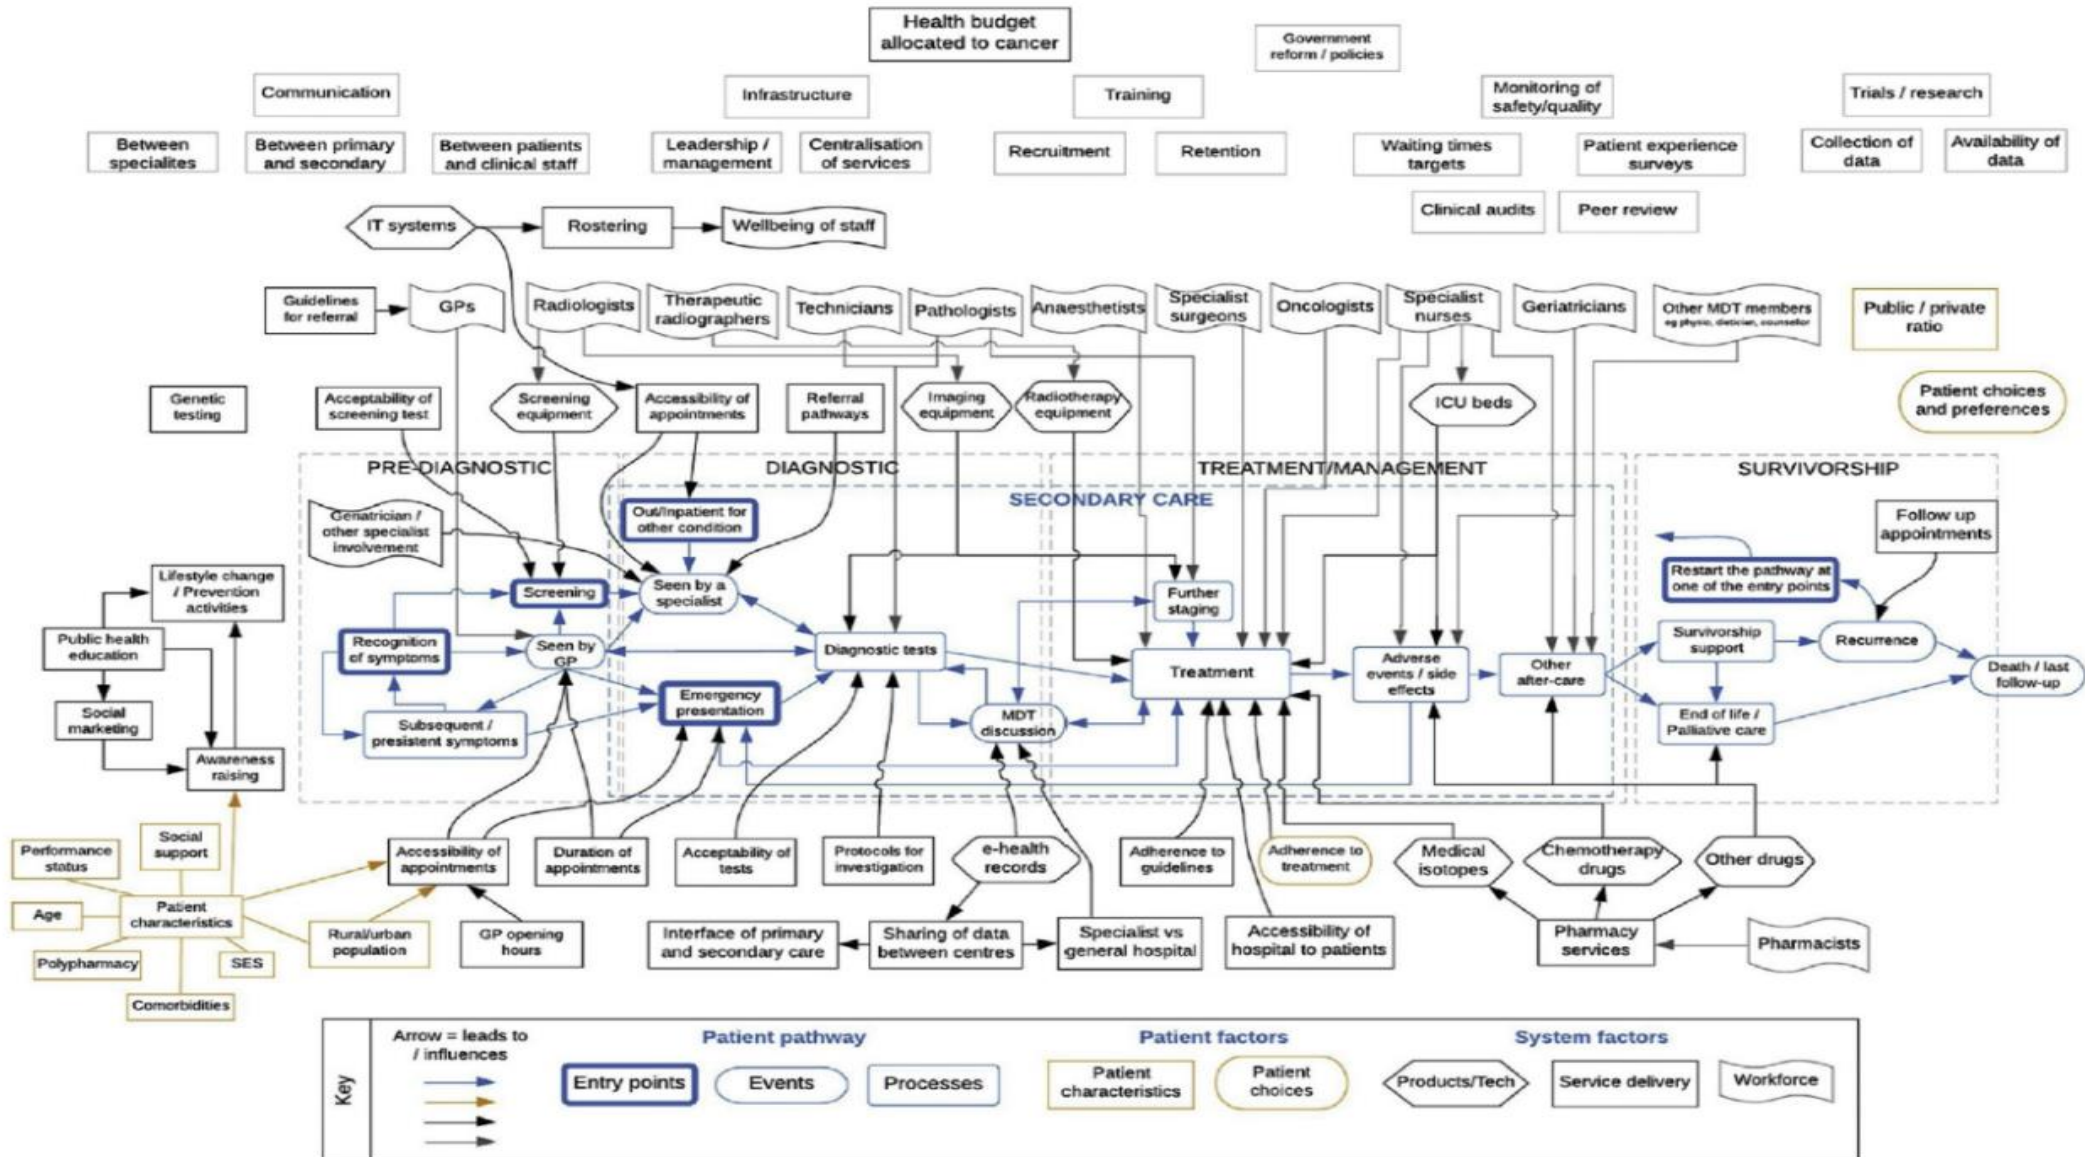 Health budget
allocated to cancer
Government
reform / policies
Communication
Infrastructure
Training
Monitoring of
safety/quality
Trials / research
Between
specialites
Between primary
and secondary
Between patients
and clinical staff
Leadership /
management
Centralisation
of services
Recruitment
Retention
Waiting times
targets
Patient experience
surveys
Collection of
data
Availability of
data
Clinical audits
Peer review
IT systems
Rostering
Wellbeing of staff
Guidelines
for referral
GPs
Radiologists
Therapeutic
radiographers
Technicians
Pathologists
Anaesthetists
Specialist
surgeons
Oncologists
Specialist
nurses
Geriatricians
Other MDT members
eg physio, dietician, counselor
Public / private
ratio
Genetic
testing
Acceptability of
screening test
Screening
equipment
Accessibility of
appointments
Referral
pathways
Imaging
equipment
Radiotherapy
equipment
ICU beds
Patient choices
and preferences
PRE-DIAGNOSTIC
DIAGNOSTIC
TREATMENT/MANAGEMENT
SURVIVORSHIP
SECONDARY CARE
Geriatrician /
other specialist
involvement
Out/Inpatient for
other condition
Follow up
appointments
Lifestyle change
/ Prevention
activities
Screening
Seen by a
specialist
Further
staging
Restart the pathway at
one of the entry points
Public health
education
Recognition
of symptoms
Seen by
GP
Diagnostic tests
Treatment
Adverse
events / side
effects
Other
after-care
Survivorship
support
Recurrence
Death / last
follow-up
Social
marketing
Subsequent /
presistent symptoms
Emergency
presentation
MDT
discussion
End of life /
Palliative care
Awareness
raising
Performance
status
Social
support
Accessibility of
appointments
Duration of
appointments
Acceptability of
tests
Protocols for
investigation
e-health
records
Adherence to
guidelines
Adherence to
treatment
Medical
isotopes
Chemotherapy
drugs
Other drugs
Age
Patient
characteristics
Rural/urban
population
GP opening
hours
Interface of primary
and secondary care
Sharing of data
between centres
Specialist vs
general hospital
Accessibility of
hospital to patients
Pharmacy
services
Pharmacists
Polypharmacy
SES
Comorbidities
Key
Arrow = leads to
/ influences
Patient pathway
Patient factors
System factors
Entry points
Events
Processes
Patient
characteristics
Patient
choices
Products/Tech
Service delivery
Workforce